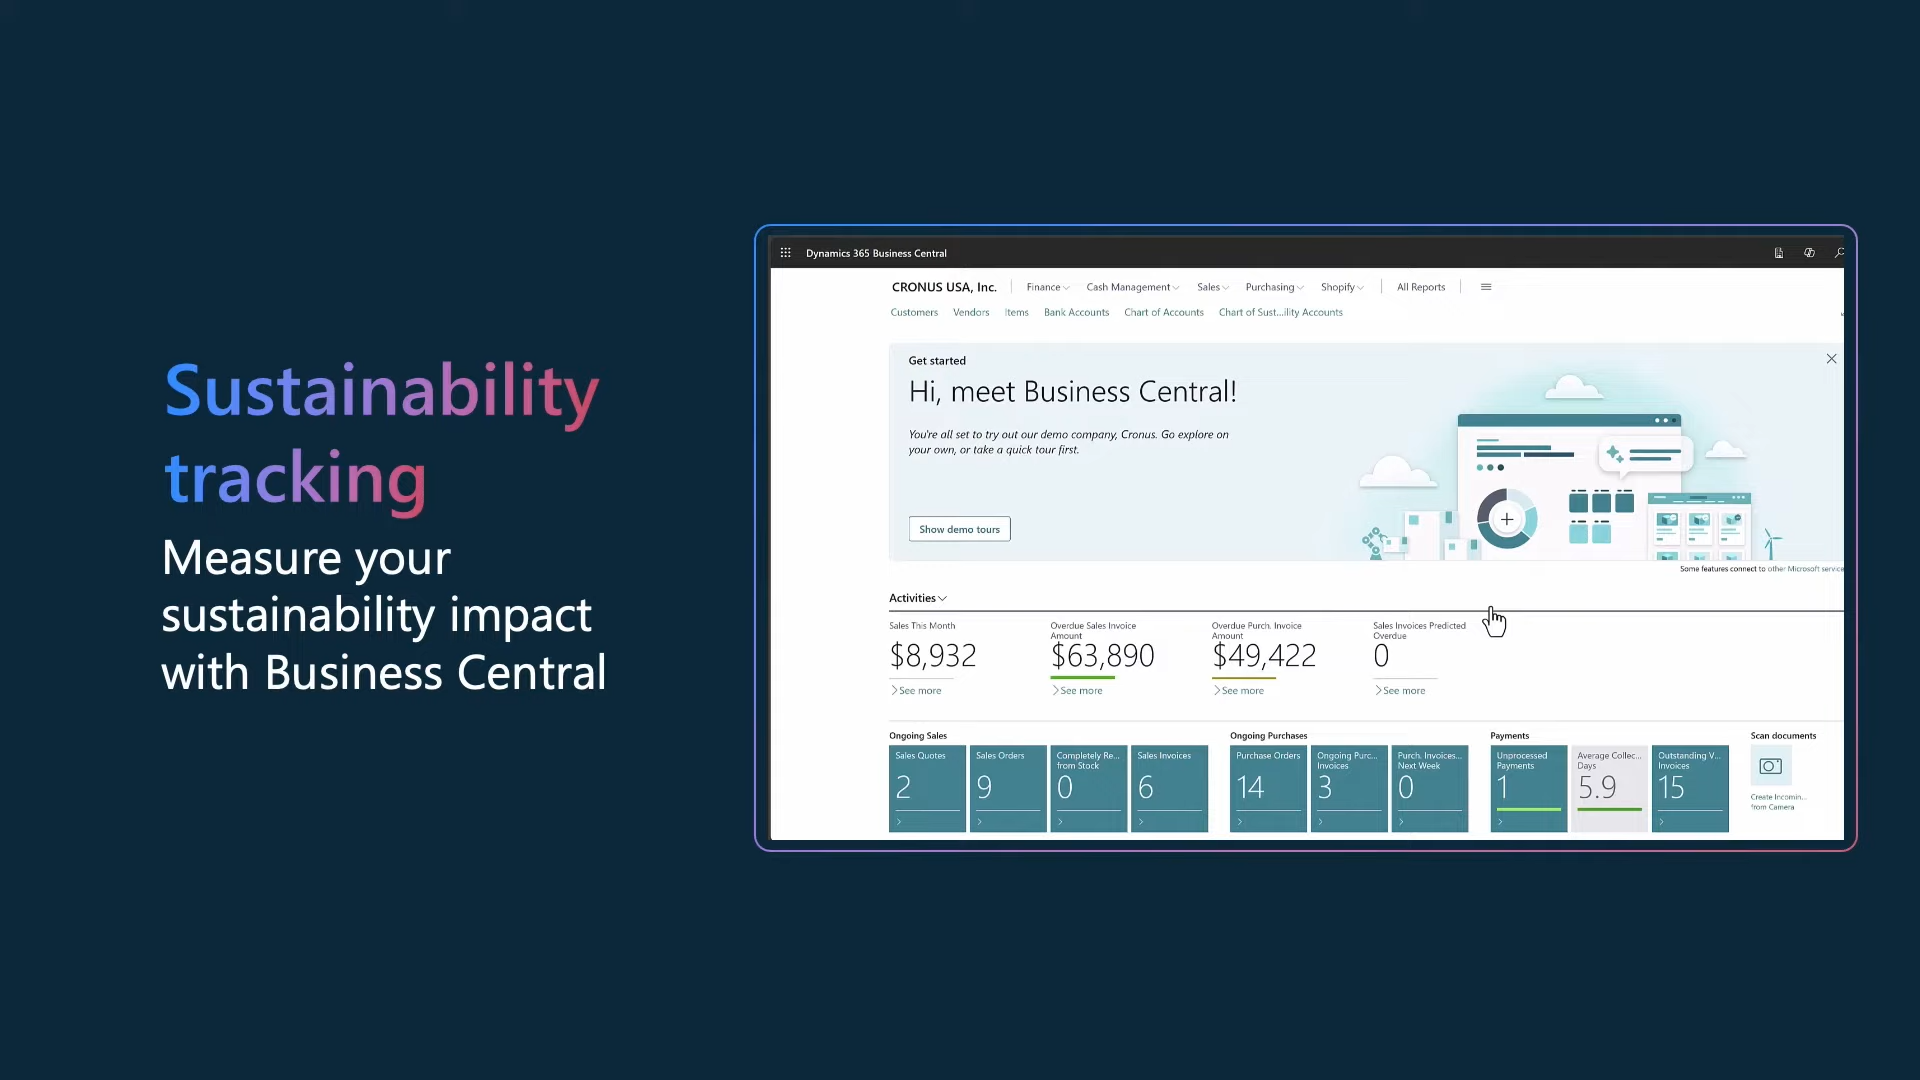 Sustainability
tracking
Measure your
sustainability impact
with Business Central
Dynamics 365 Business Central
CRONUS USA, Inc.
Finance
Cash Management
Sales
Purchasing
Shopify
All Reports
Customers
Vendors
Items
Bank Accounts
Chart of Accounts
Chart of Sust...ility Accounts
Get started
Hi, meet Business Central!
You're all set to try out our demo company, Cronus. Go explore on
your own, or take a quick tour first.
Show demo tours
Some features connect to other Microsoft service
Activities
Sales This Month
$8,932
See more
Overdue Sales Invoice
Amount
$63,890
See more
Overdue Purch. Invoice
Amount
$49,422
See more
Sales Invoices Predicted
Overdue
0
See more
Ongoing Sales
Sales Quotes
2
Sales Orders
9
Completely Re...
from Stock
0
Sales Invoices
6
Ongoing Purchases
Purchase Orders
14
Ongoing Purc...
Invoices
3
Purch. Invoices...
Next Week
0
Payments
Unprocessed
Payments
1
Average Collec...
Days
5.9
Outstanding V...
Invoices
15
Scan documents
Create Incomin...
from Camera